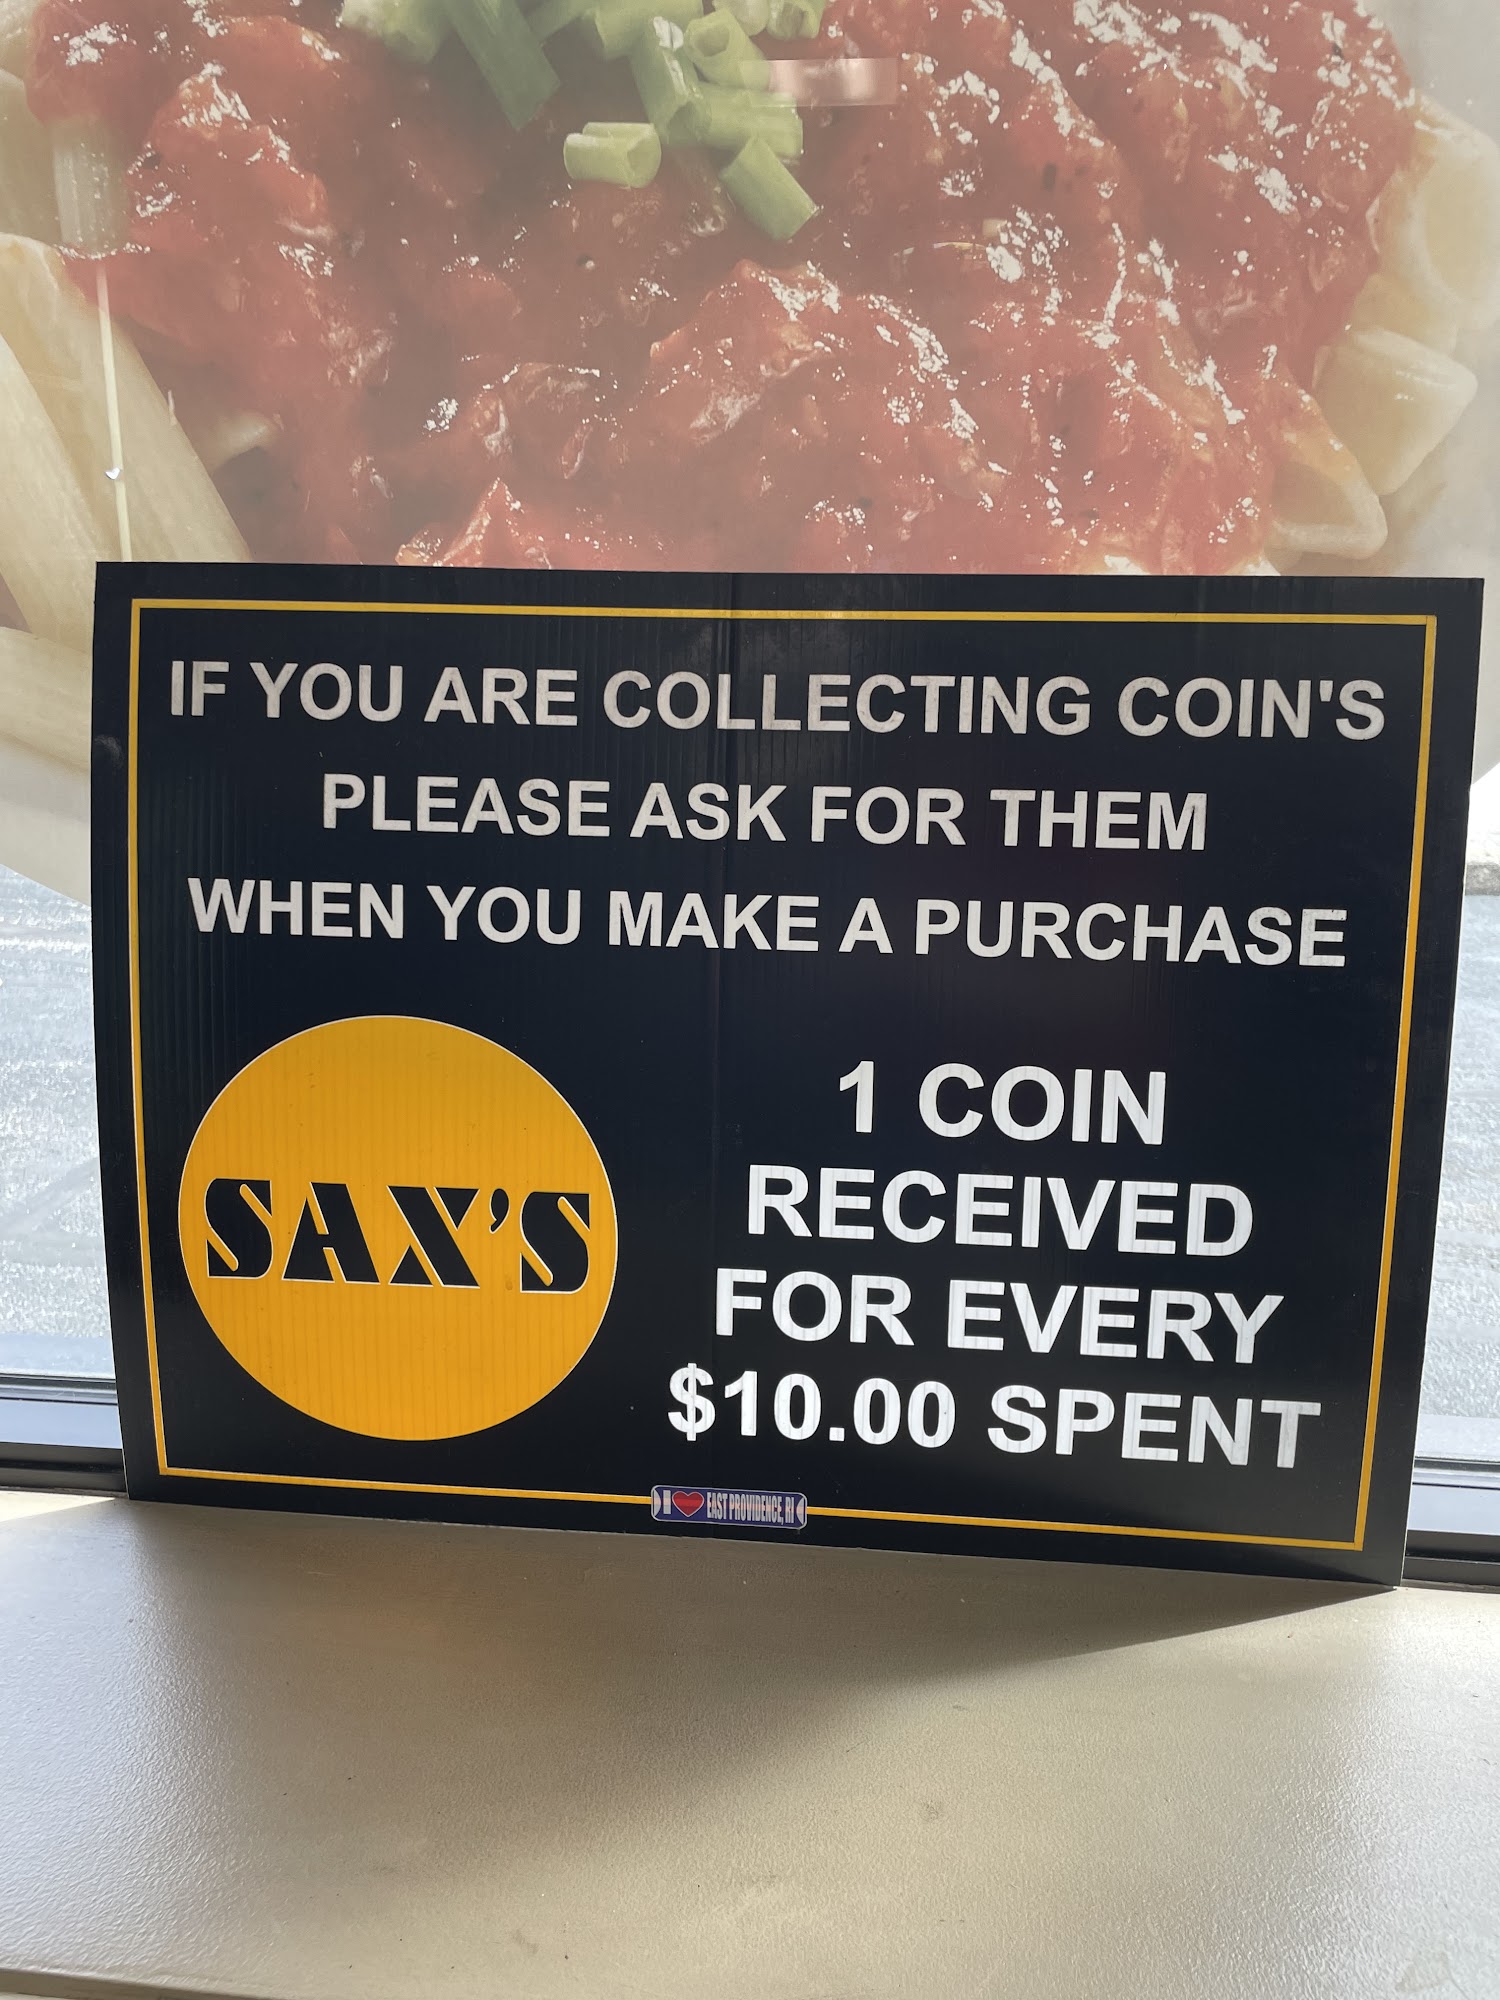 IF YOU ARE COLLECTING COIN'S
PLEASE ASK FOR THEM
WHEN YOU MAKE A PURCHASE
SAX'S
1 COIN
RECEIVED
FOR EVERY
$10.00 SPENT
I ❤ EAST PROVIDENCE, RI